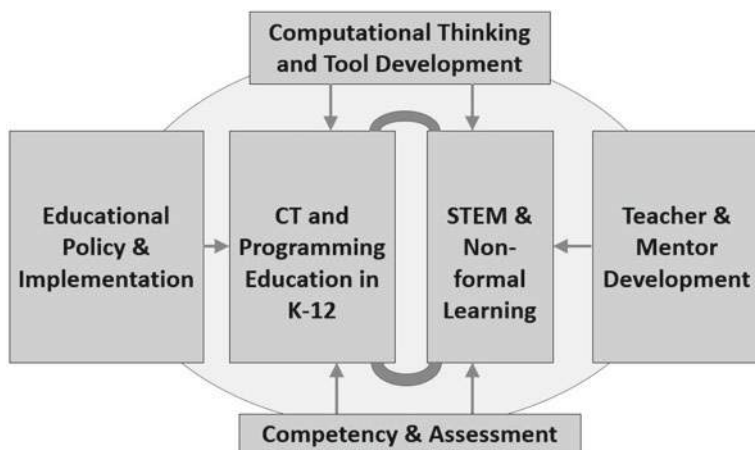 Computational Thinking
and Tool Development
Educational
Policy &
Implementation
CT and
Programming
Education in
K-12
STEM &
Non-
formal
Learning
Teacher &
Mentor
Development
Competency & Assessment